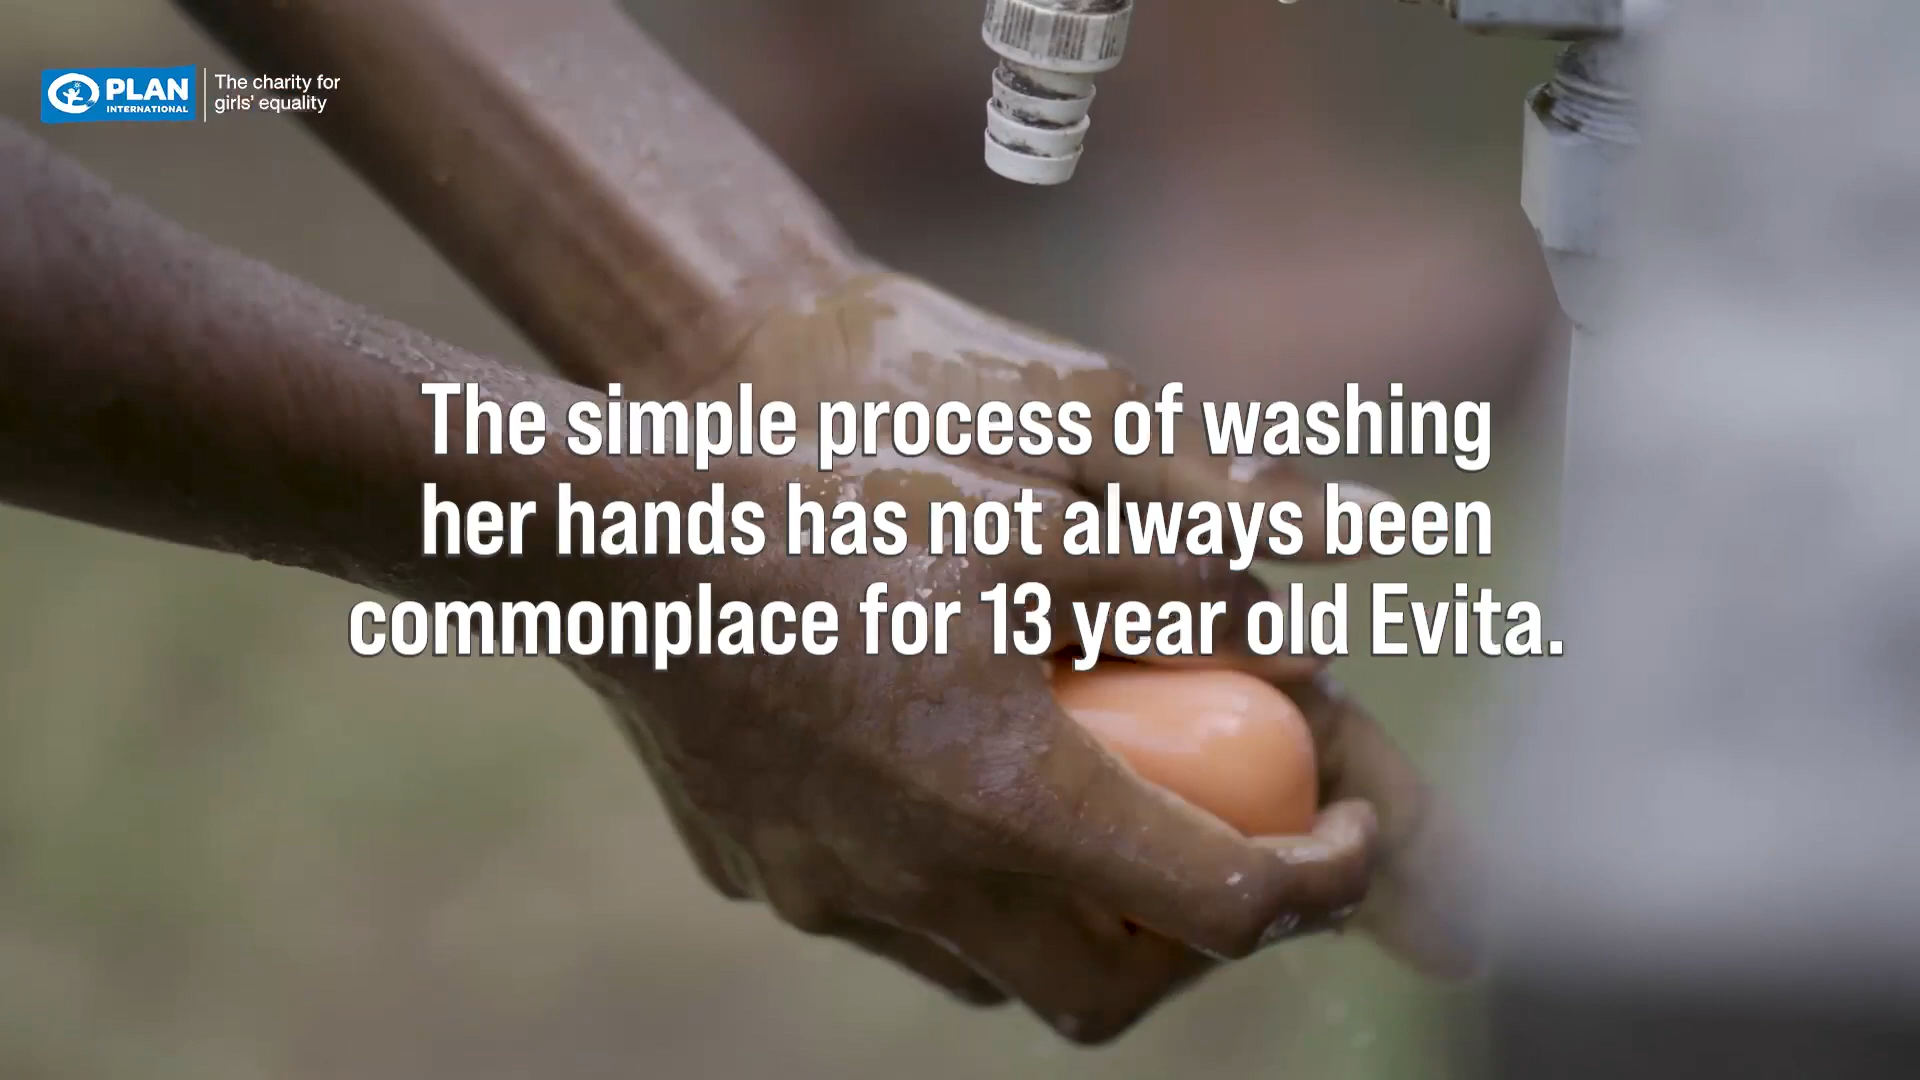 PLAN
INTERNATIONAL
The charity for
girls' equality
The simple process of washing
her hands has not always been
commonplace for 13 year old Evita.